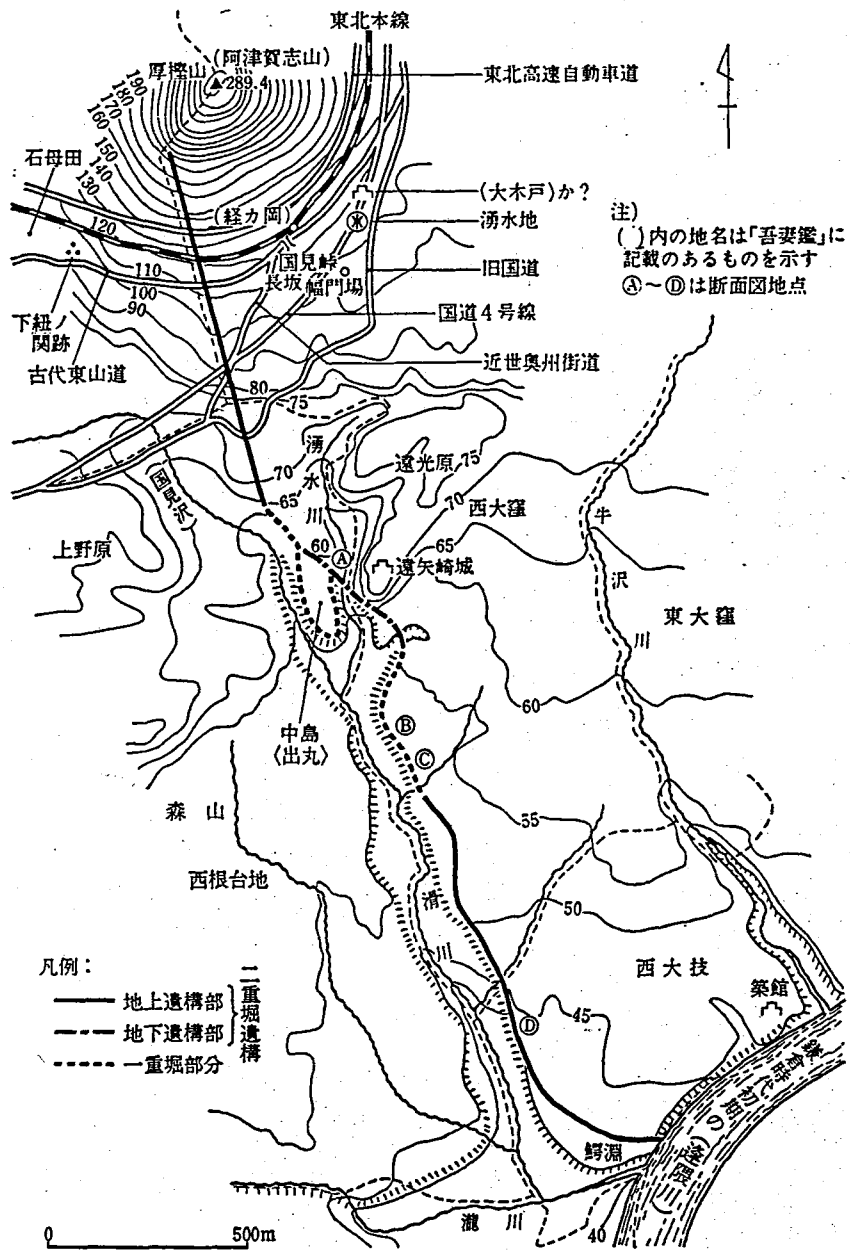 東北本線
厚樫山
(阿津賀志山)
▲289.4
東北高速自動車道
190
180
170
160
150
140
130
120
110
100
90
石母田
(経カ岡)
(大木戸)か?
湧水地
国見峠
長坂
幅門場
旧国道
下紐ノ
関跡
古代東山道
国道4号線
近世奥州街道
注)
( )内の地名は「吾妻鑑」に
記載のあるものを示す
Ⓐ~Ⓓは断面図地点
80
75
70
65
60
湧水川
遠光原
75
70
65
西大窪
(国見沢)
上野原
Ⓐ
遠矢崎城
牛沢川
東大窪
60
中島
〈出丸〉
Ⓑ
Ⓒ
55
森山
西根台地
滑川
50
西大技
築館
45
Ⓓ
凡例:
地上遺構部
地下遺構部
二重堀遺構
一重堀部分
鰐淵
鎌倉時代初期の(逢隈川)
瀧川
40
0 500m